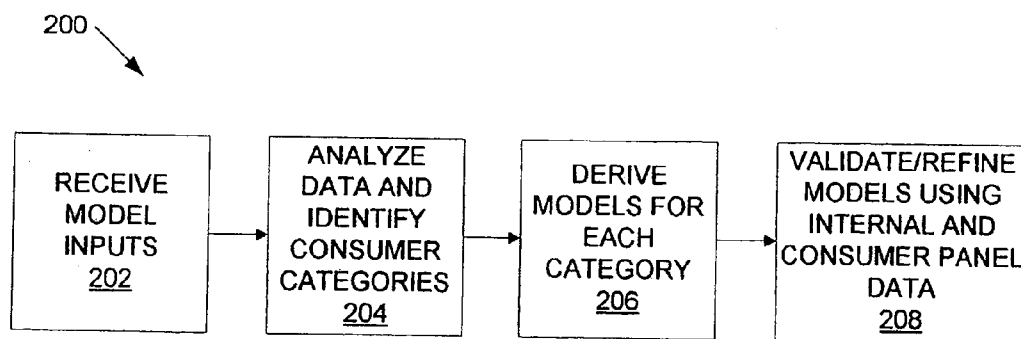 200
RECEIVE
MODEL
INPUTS
202
ANALYZE
DATA AND
IDENTIFY
CONSUMER
CATEGORIES
204
DERIVE
MODELS FOR
EACH
CATEGORY
206
VALIDATE/REFINE
MODELS USING
INTERNAL AND
CONSUMER PANEL
DATA
208